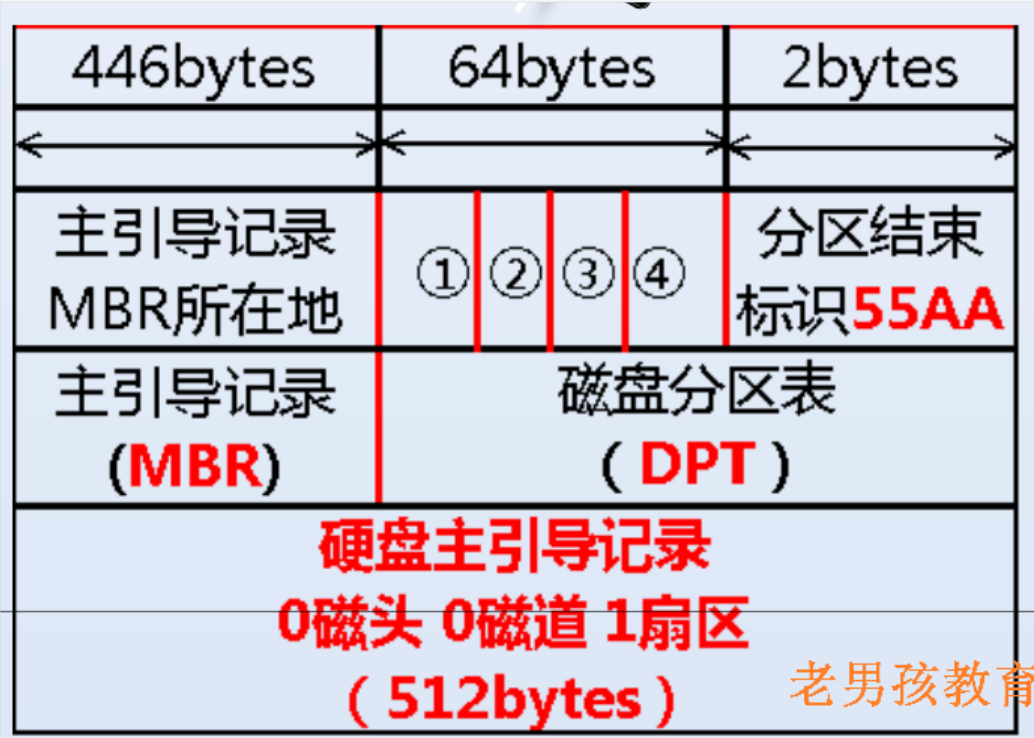 446bytes 64bytes 2bytes
主引导记录 分区结束
MBR所在地 ① ② ③ ④ 标识55AA
主引导记录 磁盘分区表
(MBR) （DPT）
硬盘主引导记录
0磁头 0磁道 1扇区
（512bytes）
老男孩教育